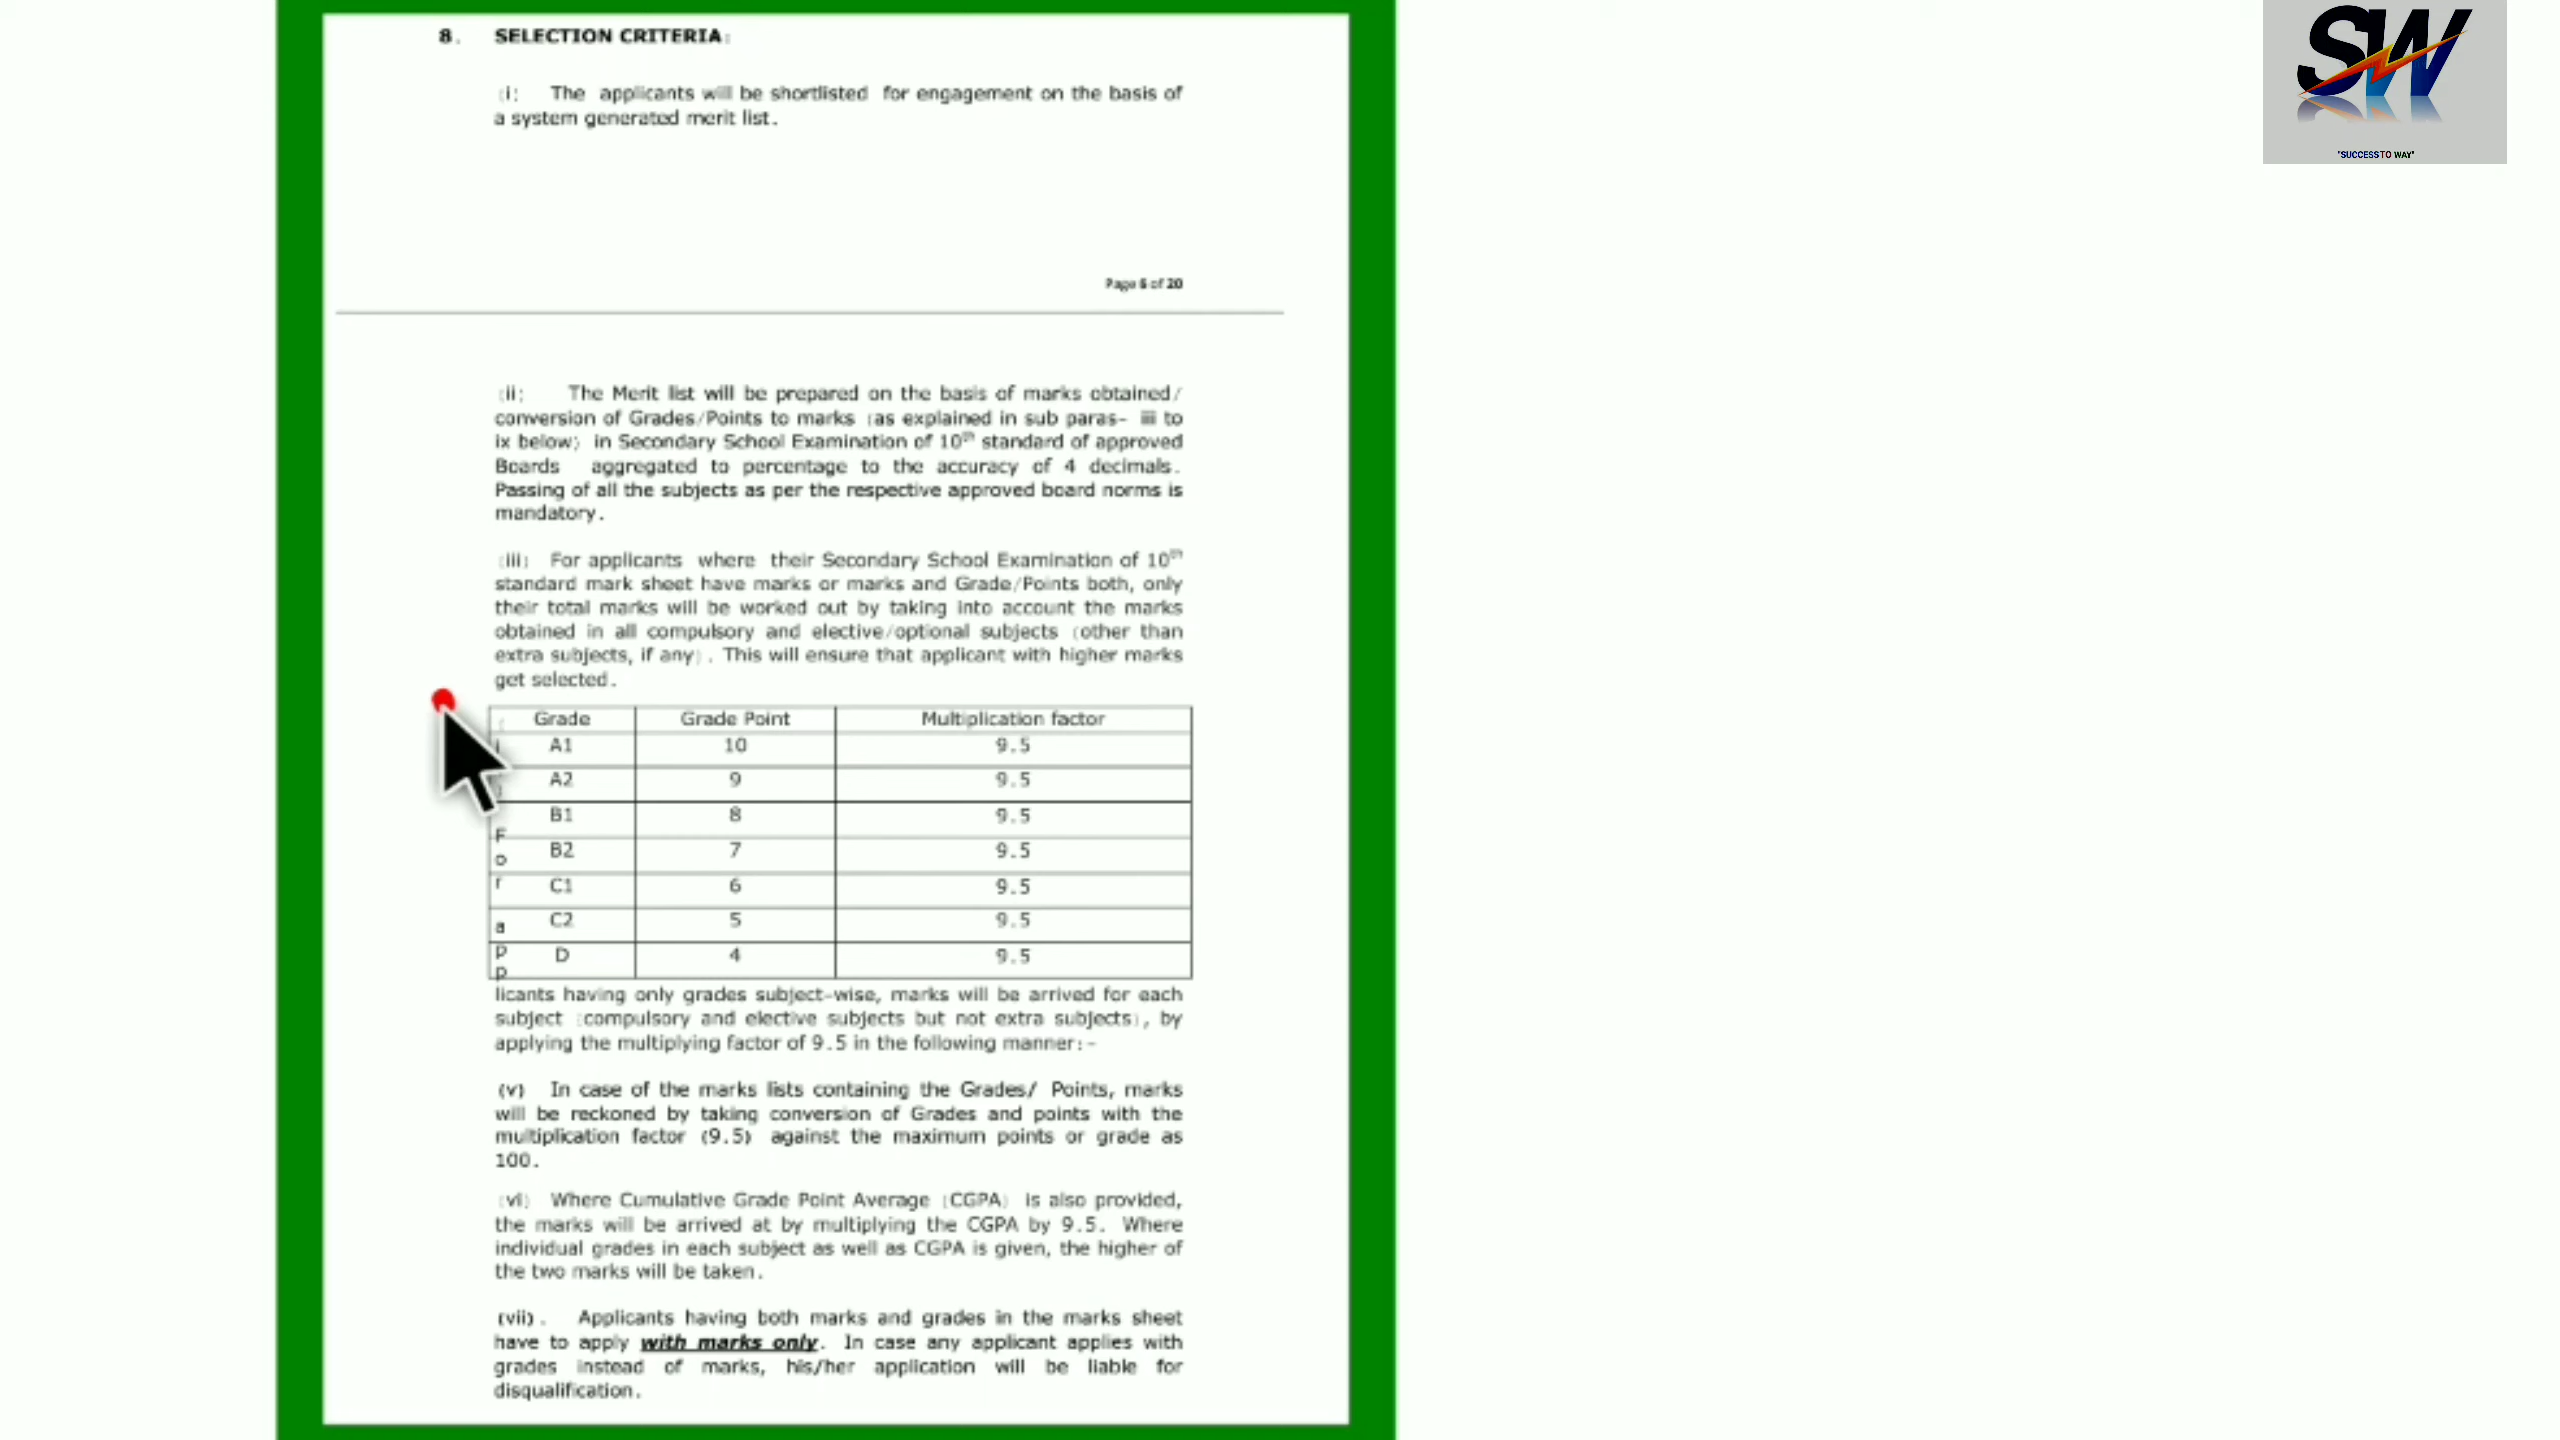 8. SELECTION CRITERIA:
(i) The applicants will be shortlisted for engagement on the basis of
a system generated merit list.
Page 6 of 20
(ii) The Merit list will be prepared on the basis of marks obtained/
conversion of Grades/Points to marks (as explained in sub paras- iii to
ix below) in Secondary School Examination of 10th standard of approved
Boards aggregated to percentage to the accuracy of 4 decimals.
Passing of all the subjects as per the respective approved board norms is
mandatory.
(iii) For applicants where their Secondary School Examination of 10th
standard mark sheet have marks or marks and Grade/Points both, only
their total marks will be worked out by taking into account the marks
obtained in all compulsory and elective/optional subjects (other than
extra subjects, if any). This will ensure that applicant with higher marks
get selected.
Grade Grade Point Multiplication factor
A1 10 9.5
A2 9 9.5
B1 8 9.5
B2 7 9.5
C1 6 9.5
C2 5 9.5
D 4 9.5
F
o
r
a
p
p
licants having only grades subject-wise, marks will be arrived for each
subject (compulsory and elective subjects but not extra subjects), by
applying the multiplying factor of 9.5 in the following manner:-
(v) In case of the marks lists containing the Grades/ Points, marks
will be reckoned by taking conversion of Grades and points with the
multiplication factor (9.5) against the maximum points or grade as
100.
(vi) Where Cumulative Grade Point Average (CGPA) is also provided,
the marks will be arrived at by multiplying the CGPA by 9.5. Where
individual grades in each subject as well as CGPA is given, the higher of
the two marks will be taken.
(vii). Applicants having both marks and grades in the marks sheet
have to apply with marks only. In case any applicant applies with
grades instead of marks, his/her application will be liable for
disqualification.
SW
"SUCCESS TO WAY"